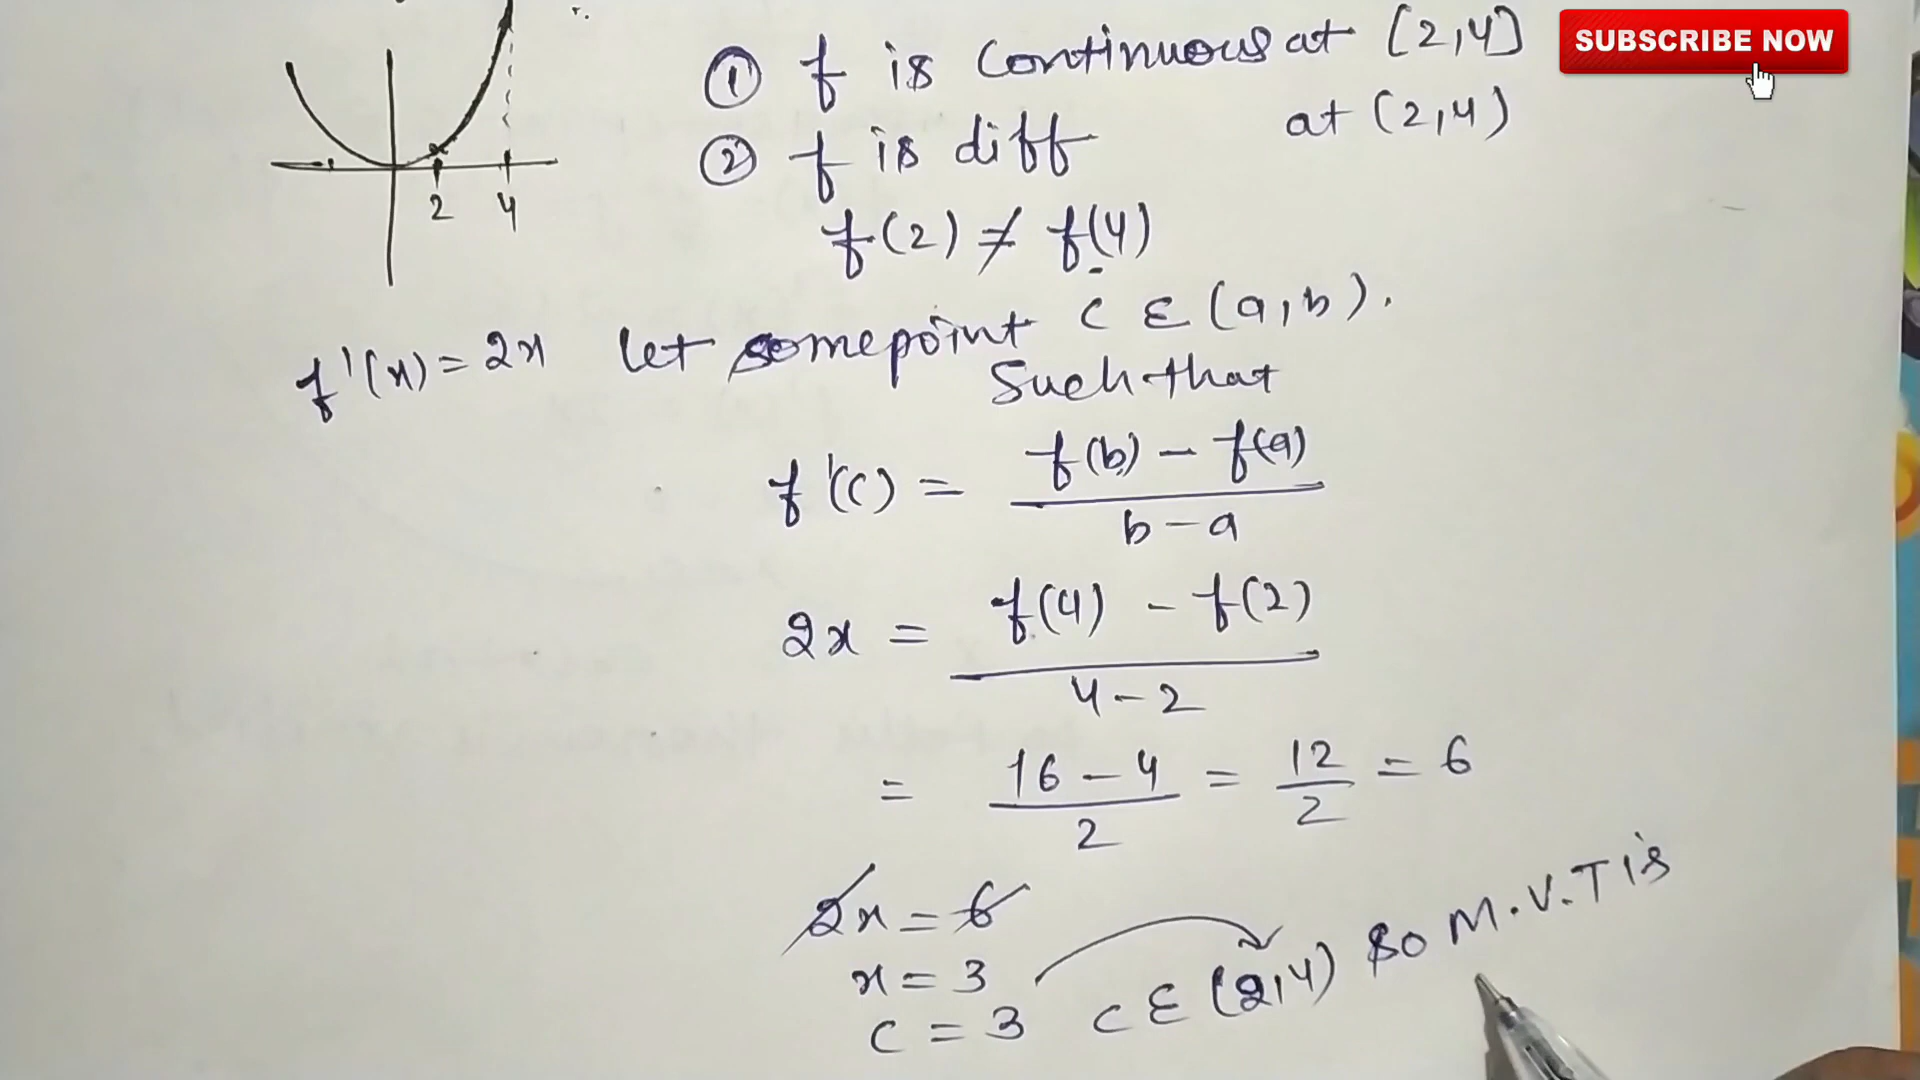 ① f is continuous at [2,4]
SUBSCRIBE NOW
② f is diff at (2,4)
2 4
f(2) ≠ f(4)
f'(x) = 2x let some point c ε (a,b).
Such that
f'(c) = f(b) - f(a) / b - a
2x = f(4) - f(2) / 4 - 2
= 16 - 4 / 2 = 12 / 2 = 6
2x = 6
x = 3
c = 3 c ε (2,4) so M.V.T is